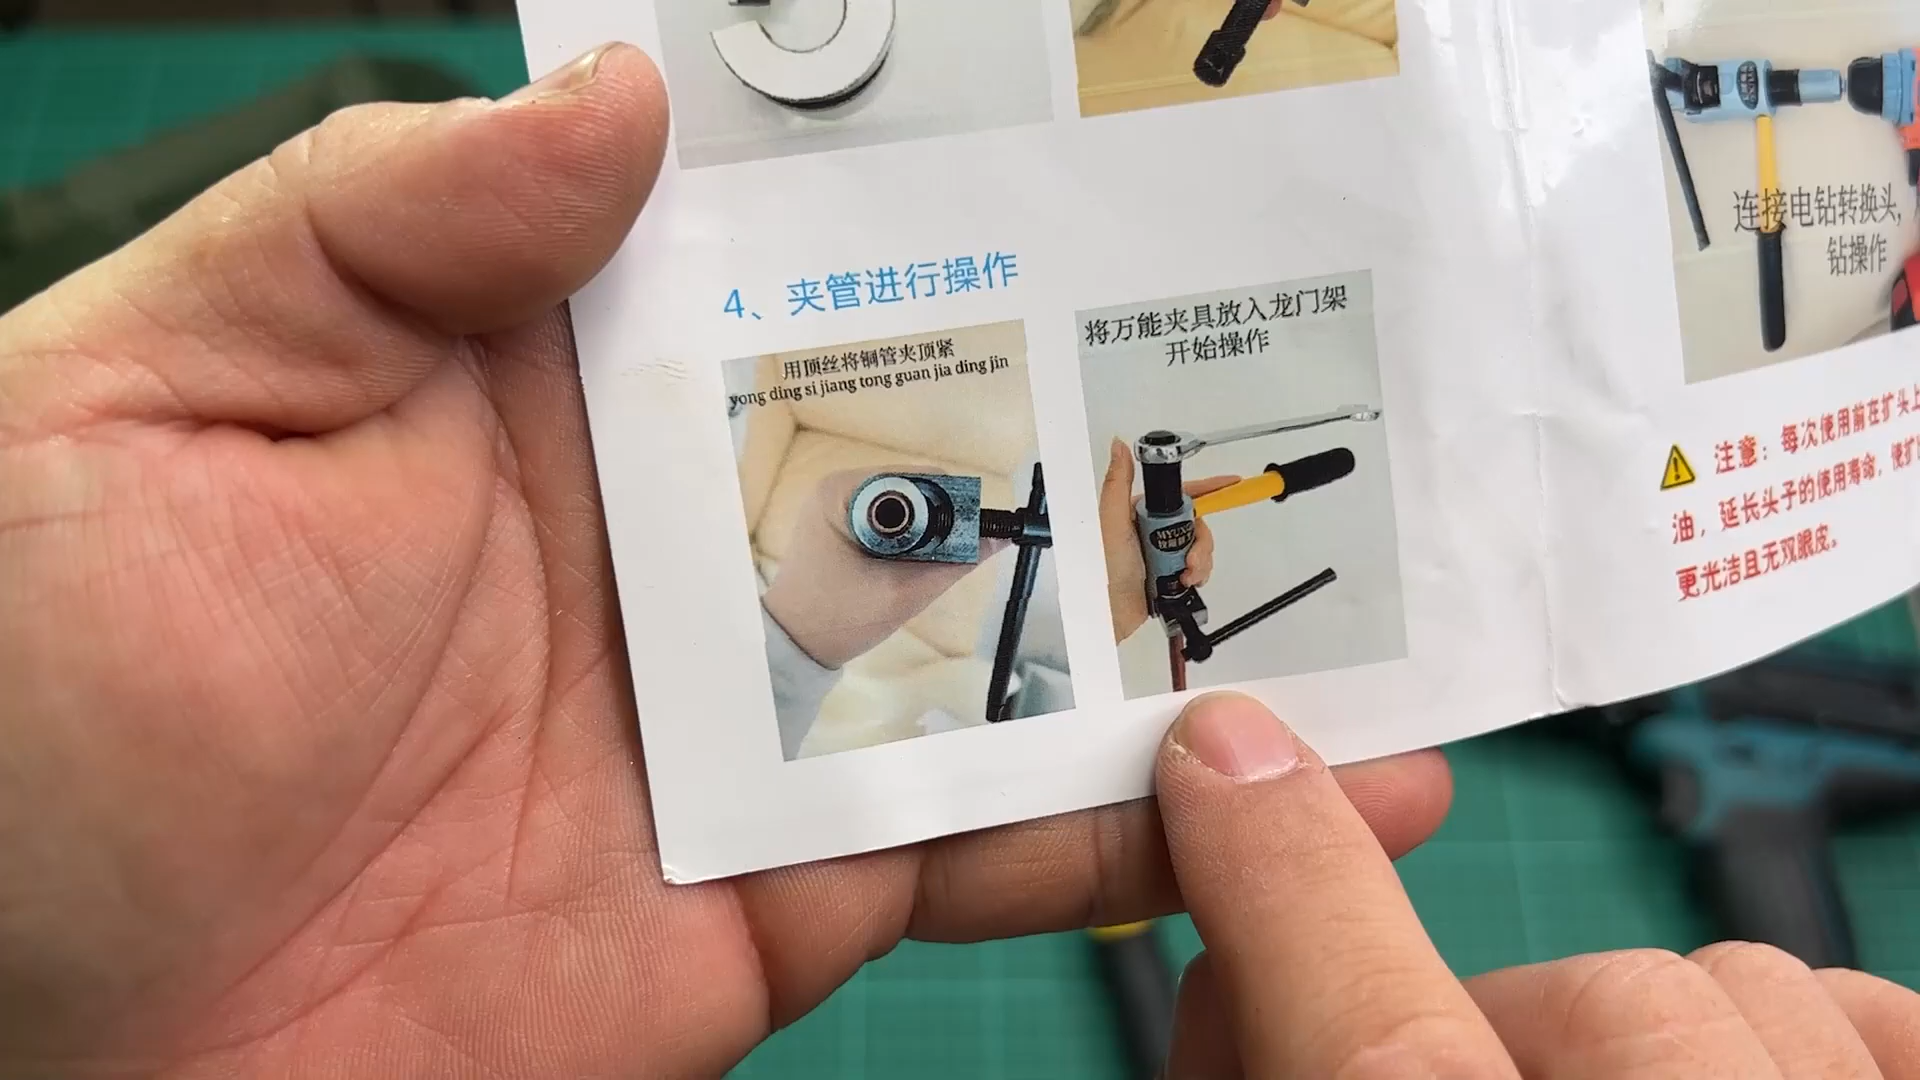 4、夹管进行操作
用顶丝将铜管夹顶紧
yong ding si jiang tong guan jia ding jin
将万能夹具放入龙门架
开始操作
连接电钻转换头,
钻操作
注意：每次使用前在扩头上
油，延长头子的使用寿命，使扩
更光洁且无双眼皮。